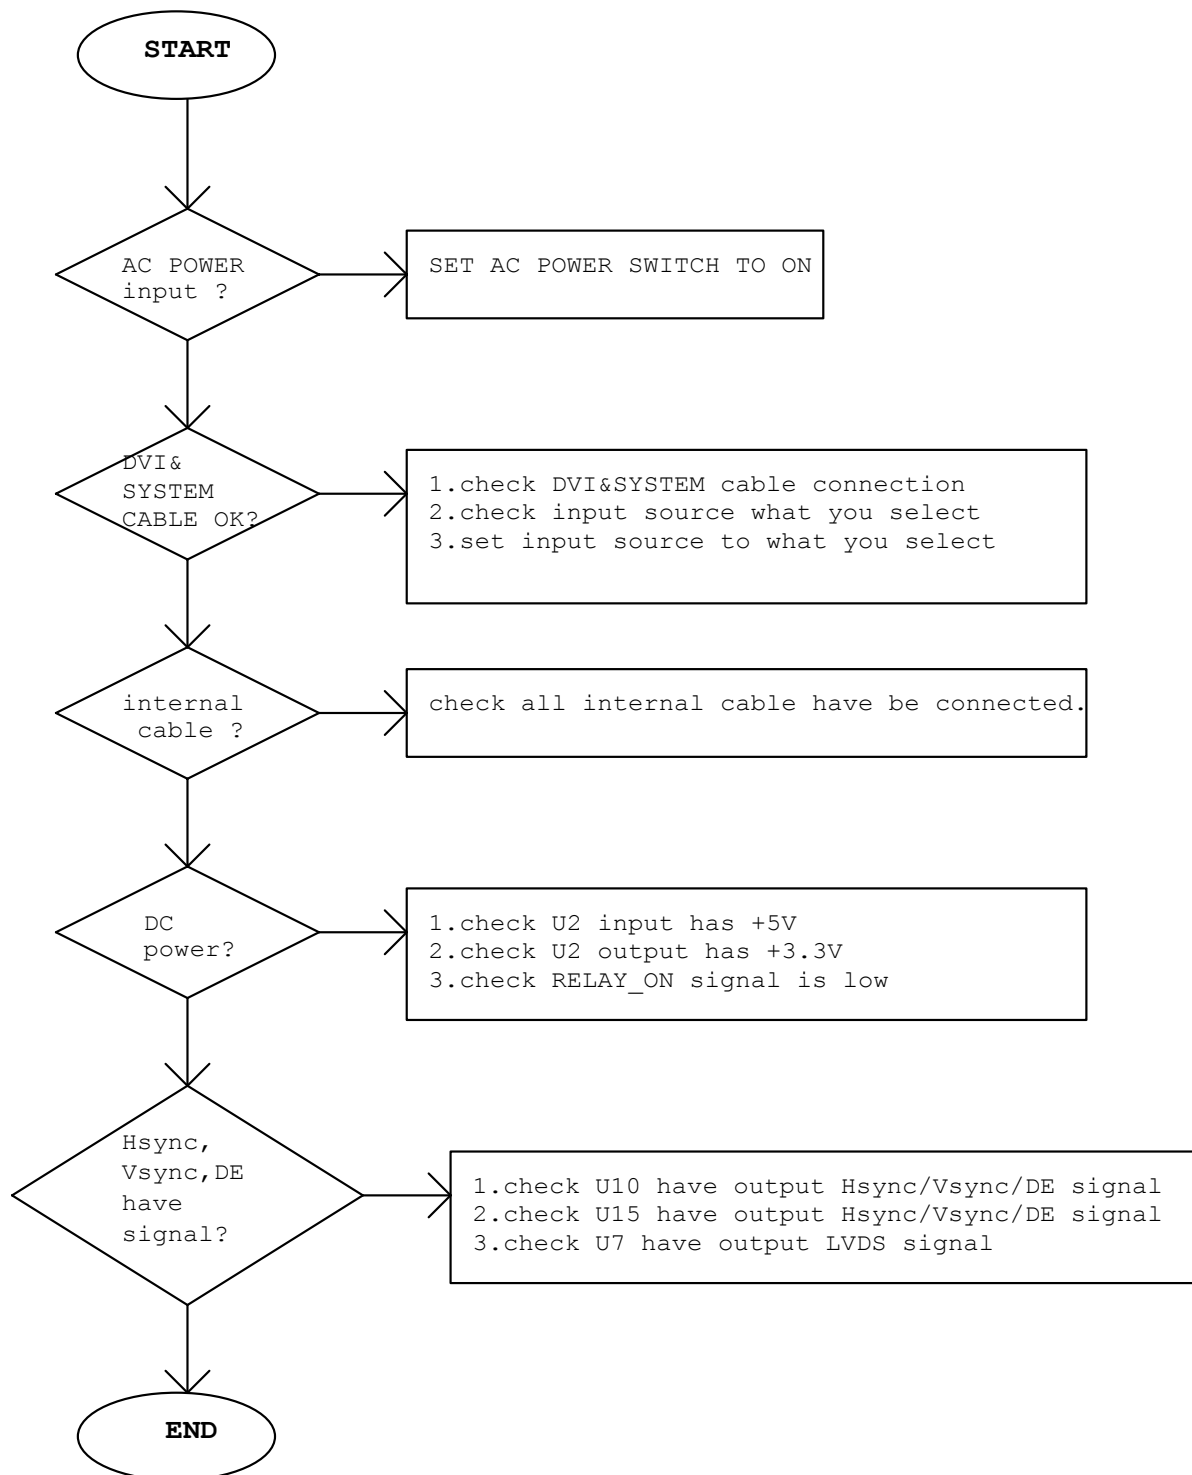 START
AC POWER
input ?
SET AC POWER SWITCH TO ON
DVI&
SYSTEM
CABLE OK?
1.check DVI&SYSTEM cable connection
2.check input source what you select
3.set input source to what you select
internal
cable ?
check all internal cable have be connected.
DC
power?
1.check U2 input has +5V
2.check U2 output has +3.3V
3.check RELAY_ON signal is low
Hsync,
Vsync,DE
have
signal?
1.check U10 have output Hsync/Vsync/DE signal
2.check U15 have output Hsync/Vsync/DE signal
3.check U7 have output LVDS signal
END